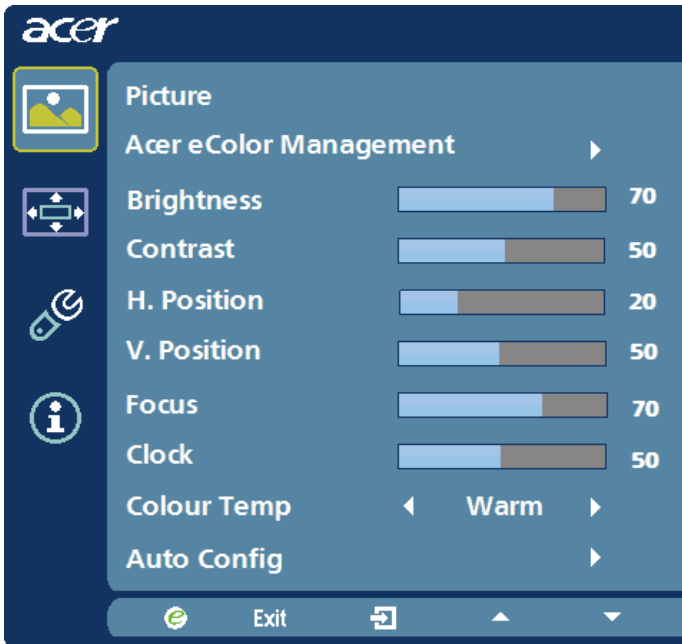 acer
Picture
Acer eColor Management
Brightness 70
Contrast 50
H. Position 20
V. Position 50
Focus 70
Clock 50
Colour Temp Warm
Auto Config
e Exit